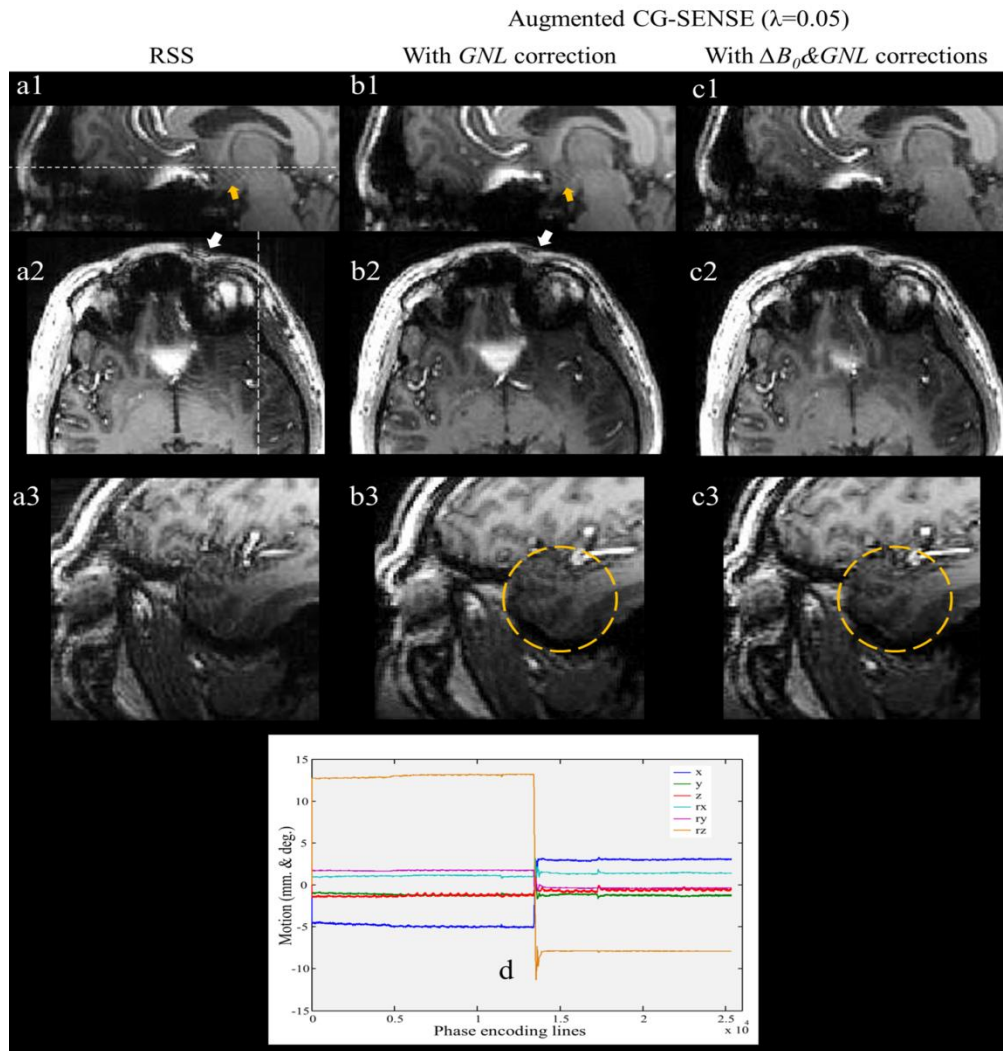 Augmented CG-SENSE (λ=0.05)
RSS
With GNL correction
With ΔB₀&GNL corrections
a1
b1
c1
a2
b2
c2
a3
b3
c3
15
10
5
0
-5
-10
-15
Motion (mm. & deg.)
x
y
z
rx
ry
rz
d
0
0.5
1
1.5
2
2.5
x 10⁴
Phase encoding lines